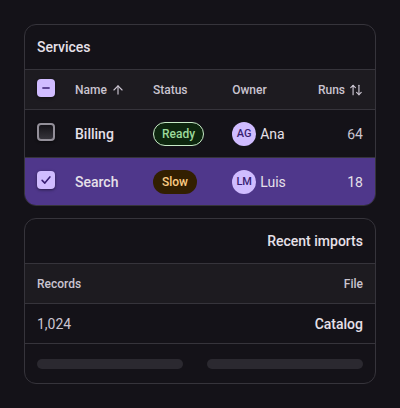 Services
Name Status Owner Runs
Billing Ready AG Ana 64
Search Slow LM Luis 18
Recent imports
Records File
1,024 Catalog